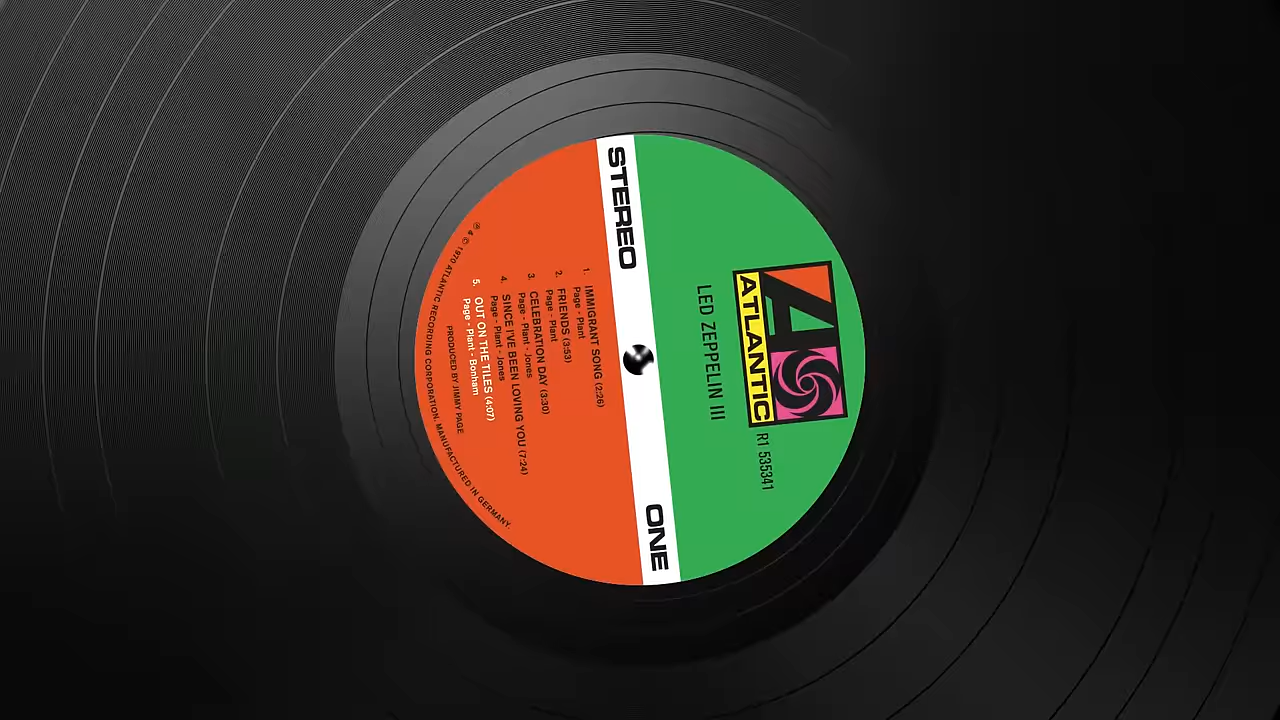 ATLANTIC
R1 535341
LED ZEPPELIN III
STEREO
ONE
1. IMMIGRANT SONG (2:26)
Page - Plant
2. FRIENDS (3:53)
Page - Plant
3. CELEBRATION DAY (3:30)
Page - Plant - Jones
4. SINCE I'VE BEEN LOVING YOU (7:24)
Page - Plant - Jones
5. OUT ON THE TILES (4:07)
Page - Plant - Bonham
PRODUCED BY JIMMY PAGE
℗ & © 1970 ATLANTIC RECORDING CORPORATION. MANUFACTURED IN GERMANY.